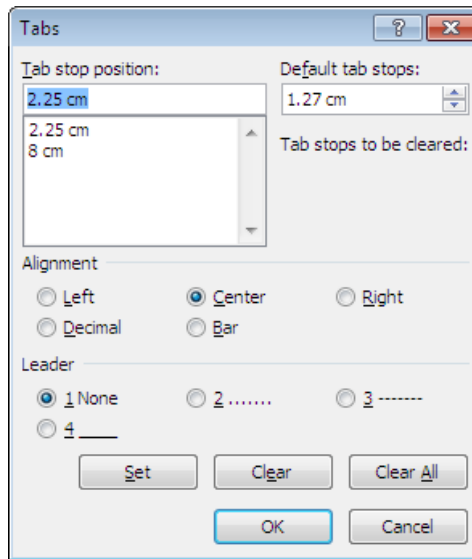 Tabs
Tab stop position:
Default tab stops:
2.25 cm
1.27 cm
2.25 cm
8 cm
Tab stops to be cleared:
Alignment
Left
Center
Right
Decimal
Bar
Leader
1 None
2 .......
3 -------
4 ____
Set
Clear
Clear All
OK
Cancel